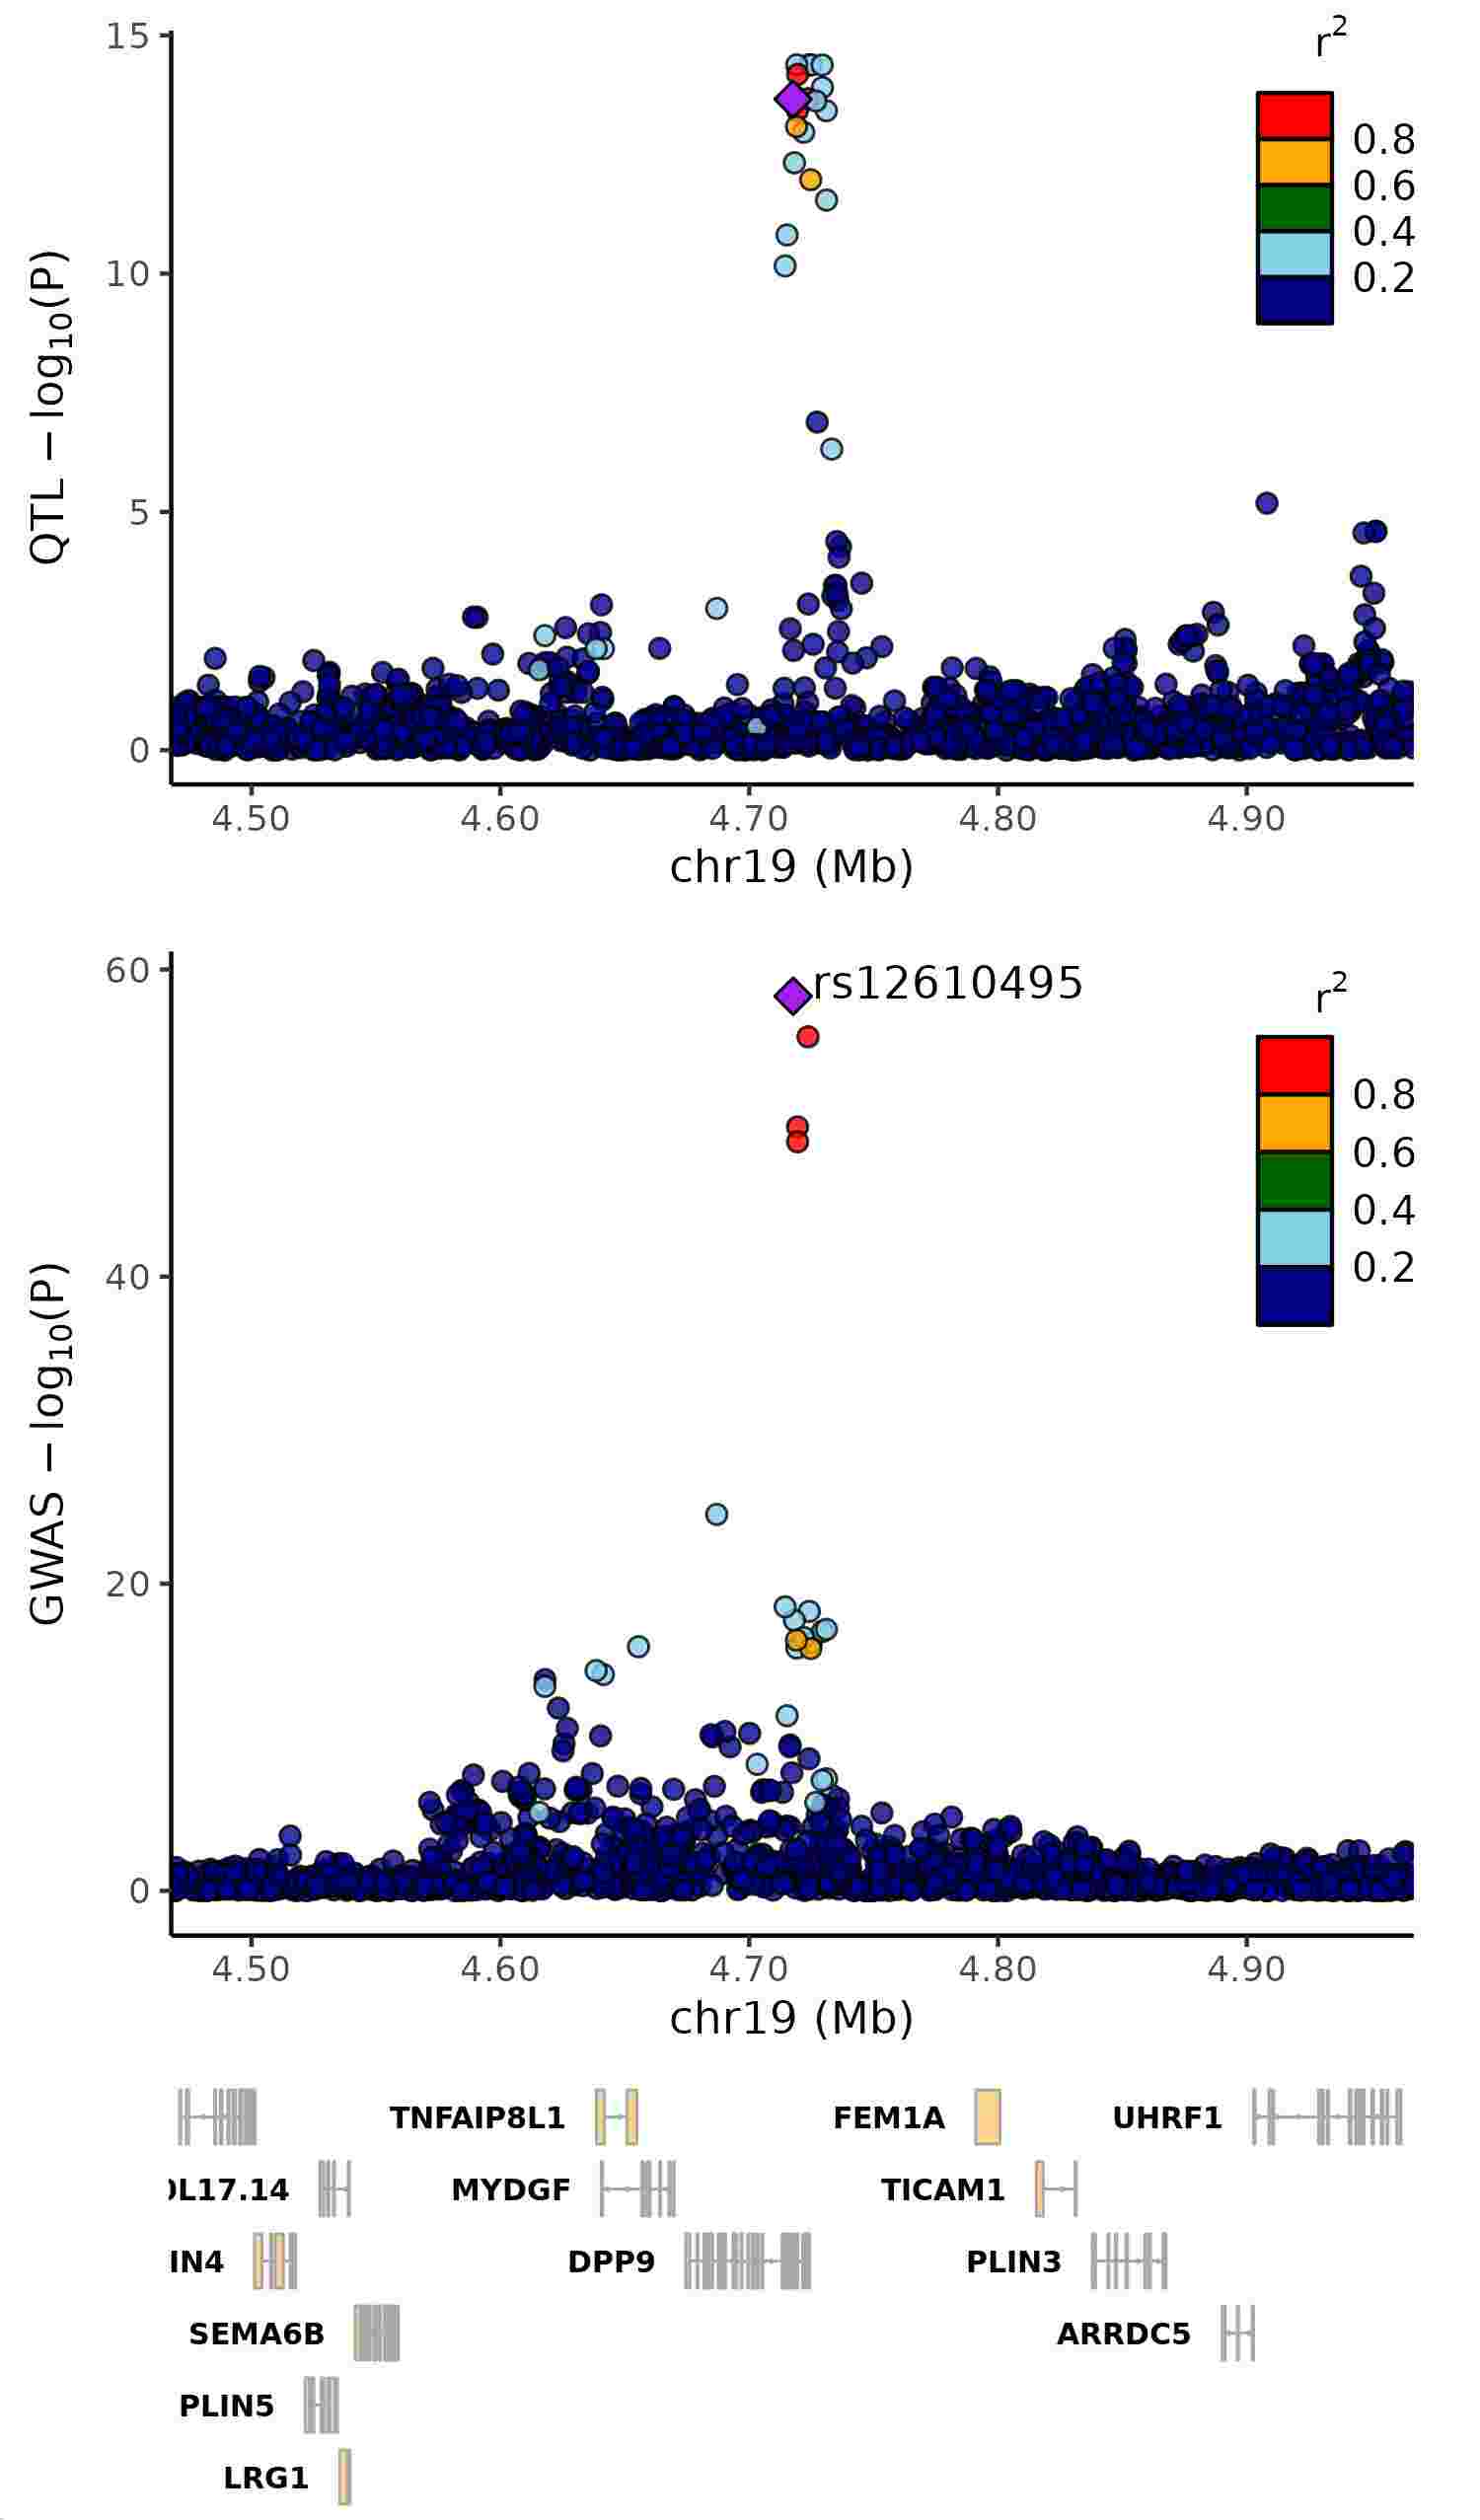 15
10
5
0
QTL −log10(P)
r2
0.8
0.6
0.4
0.2
4.50 4.60 4.70 4.80 4.90
chr19 (Mb)
60
40
20
0
GWAS −log10(P)
rs12610495
r2
0.8
0.6
0.4
0.2
4.50 4.60 4.70 4.80 4.90
chr19 (Mb)
TNFAIP8L1 FEM1A UHRF1
L17.14 MYDGF TICAM1
IN4 DPP9 PLIN3
SEMA6B ARRDC5
PLIN5
LRG1